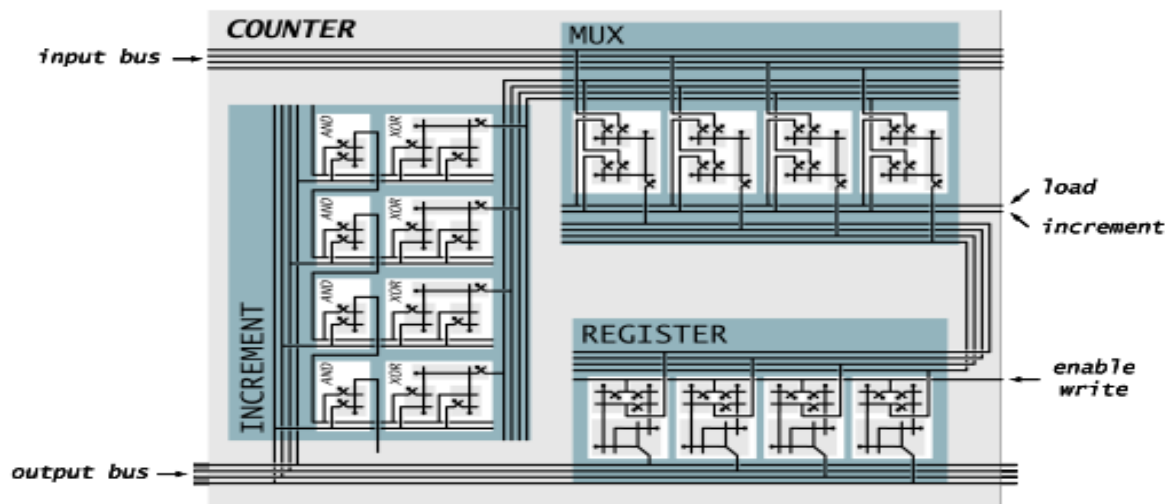 COUNTER
MUX
input bus
AND
XOR
AND
XOR
load
increment
AND
XOR
INCREMENT
REGISTER
AND
XOR
enable
write
output bus